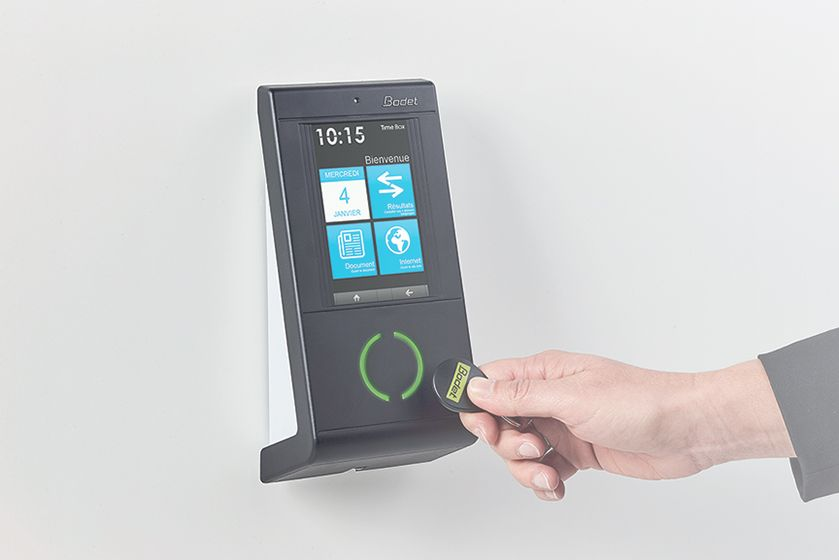 Bodet
10:15
Time Box
Bienvenue
MERCREDI
4
JANVIER
Résultats
Document
Internet
Bodet